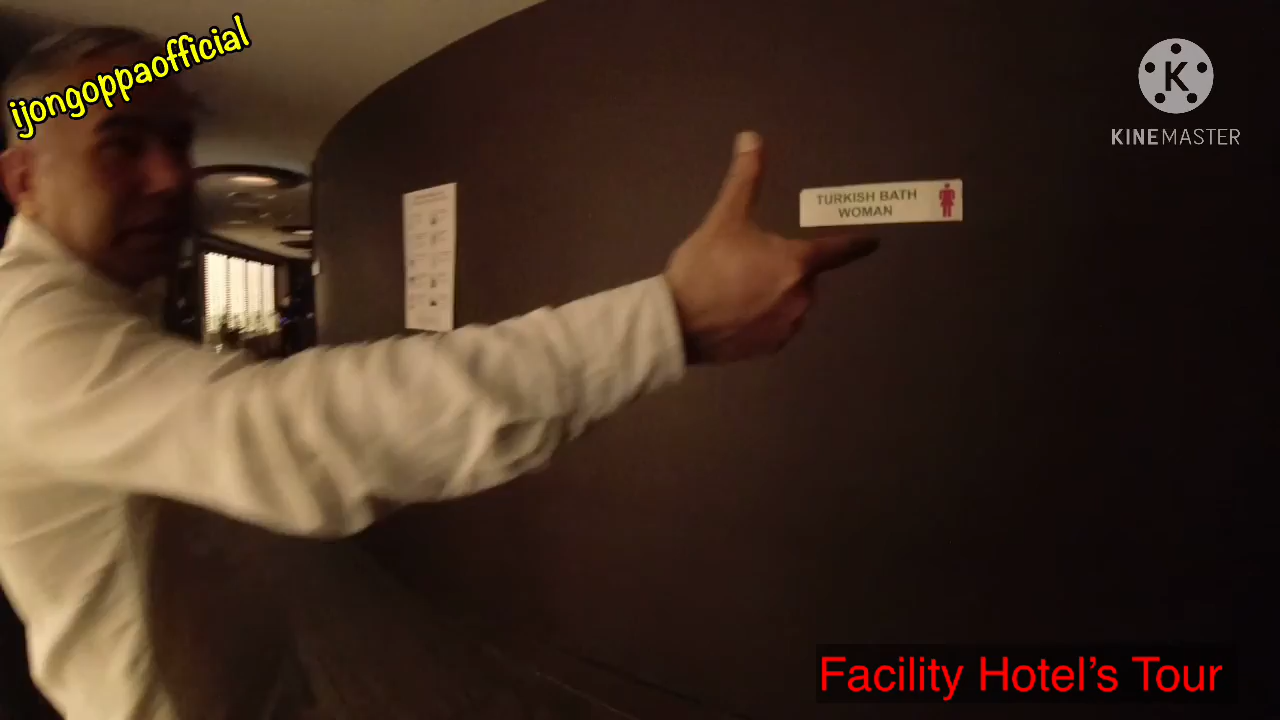 ijongoppaofficial
K
KINEMASTER
TURKISH BATH
WOMAN
Facility Hotel's Tour